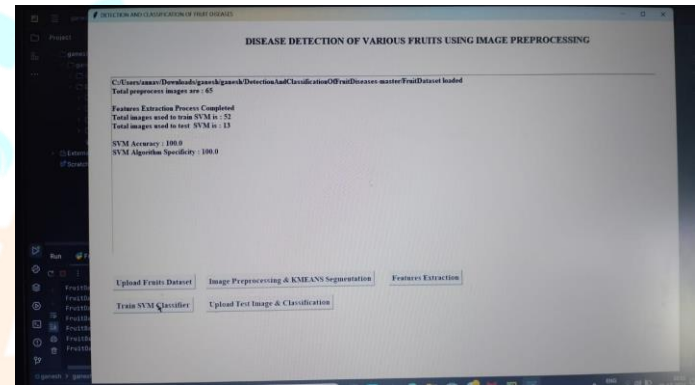 DETECTION AND CLASSIFICATION OF FRUIT DISEASES
Project
DISEASE DETECTION OF VARIOUS FRUITS USING IMAGE PREPROCESSING
C:/Users/annav/Downloads/ganesh/ganesh/DetectionAndClassificationOfFruitDiseases-master/FruitDataset loaded
Total preprocess images are : 65
Features Extraction Process Completed
Total images used to train SVM is : 52
Total images used to test SVM is : 13
SVM Accuracy : 100.0
SVM Algorithm Specificity : 100.0
Upload Fruits Dataset
Image Preprocessing & KMEANS Segmentation
Features Extraction
Train SVM Classifier
Upload Test Image & Classification
Run